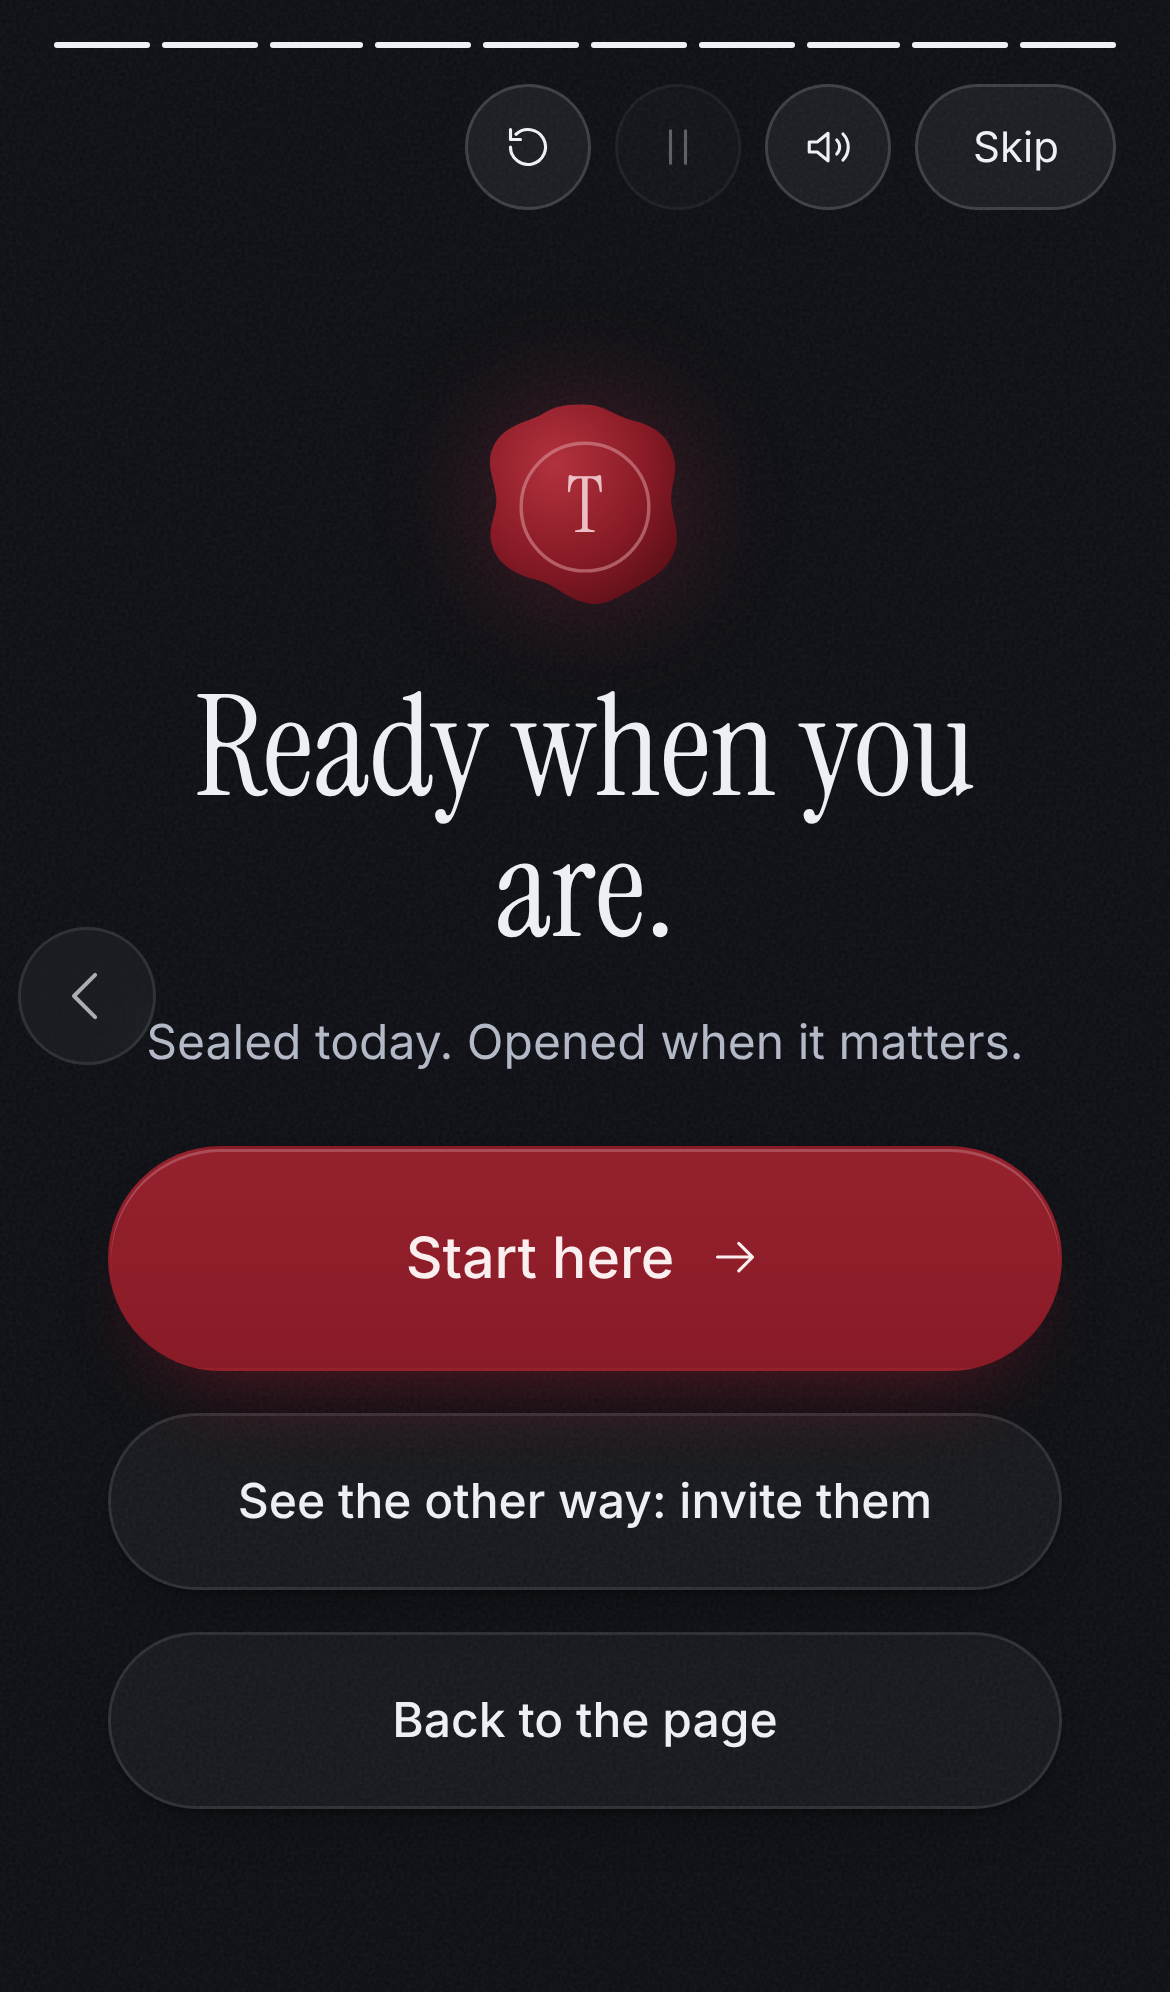 Skip
T
Ready when you
are.
Sealed today. Opened when it matters.
Start here →
See the other way: invite them
Back to the page